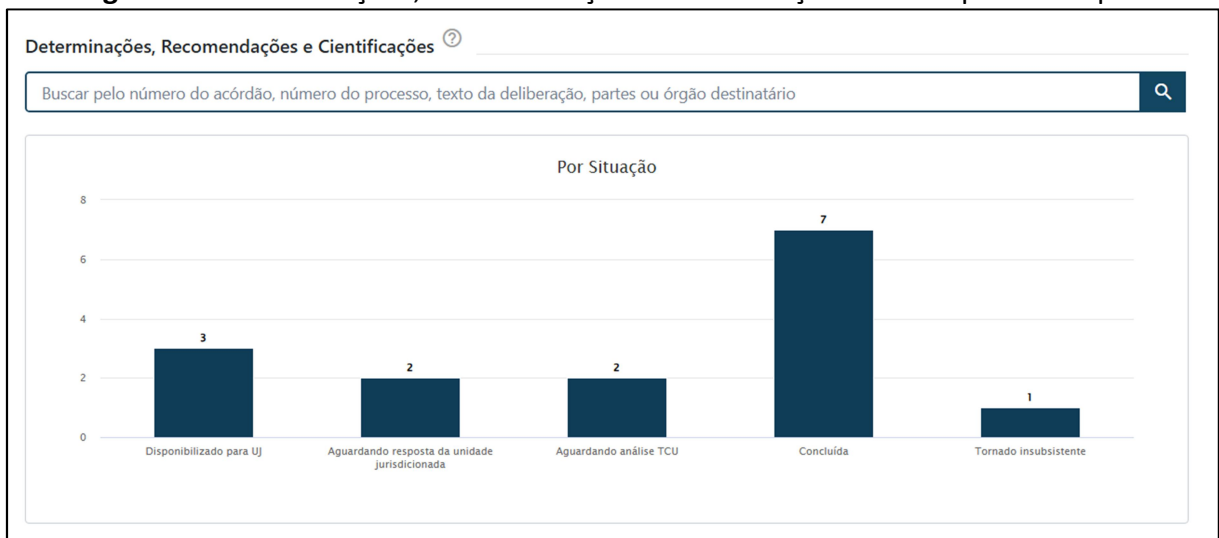 Determinações, Recomendações e Cientificações ?
Buscar pelo número do acórdão, número do processo, texto da deliberação, partes ou órgão destinatário
Por Situação
8
6
4
2
0
3
2
2
7
1
Disponibilizado para UJ
Aguardando resposta da unidade
jurisdicionada
Aguardando análise TCU
Concluída
Tornado insubsistente